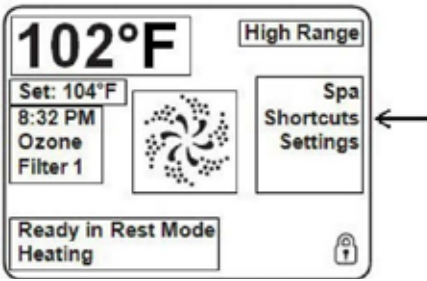 102°F
High Range
Set: 104°F
8:32 PM
Ozone
Filter 1
Spa
Shortcuts
Settings
Ready in Rest Mode
Heating